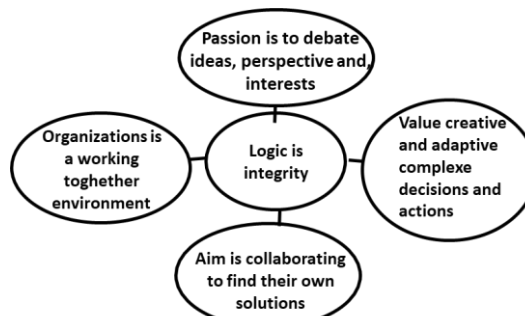 Passion is to debate
ideas, perspective and,
interests
Organizations is
a working
toghether
environment
Logic is
integrity
Value creative
and adaptive
complexe
decisions and
actions
Aim is collaborating
to find their own
solutions